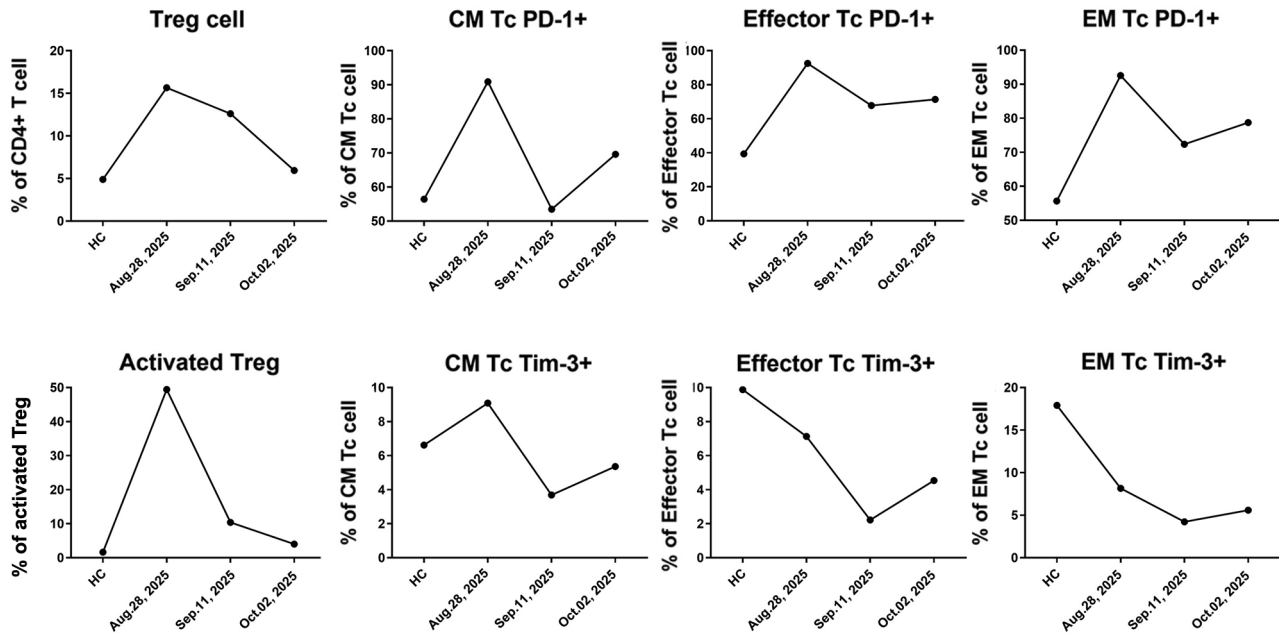 Treg cell
% of CD4+ T cell
20
15
10
5
0
HC
Aug.28, 2025
Sep.11, 2025
Oct.02, 2025
CM Tc PD-1+
% of CM Tc cell
100
90
80
70
60
50
HC
Aug.28, 2025
Sep.11, 2025
Oct.02, 2025
Effector Tc PD-1+
% of Effector Tc cell
100
80
60
40
20
0
HC
Aug.28, 2025
Sep.11, 2025
Oct.02, 2025
EM Tc PD-1+
% of EM Tc cell
100
90
80
70
60
50
HC
Aug.28, 2025
Sep.11, 2025
Oct.02, 2025
Activated Treg
% of activated Treg
50
40
30
20
10
0
HC
Aug.28, 2025
Sep.11, 2025
Oct.02, 2025
CM Tc Tim-3+
% of CM Tc cell
10
8
6
4
2
0
HC
Aug.28, 2025
Sep.11, 2025
Oct.02, 2025
Effector Tc Tim-3+
% of Effector Tc cell
10
8
6
4
2
0
HC
Aug.28, 2025
Sep.11, 2025
Oct.02, 2025
EM Tc Tim-3+
% of EM Tc cell
20
15
10
5
0
HC
Aug.28, 2025
Sep.11, 2025
Oct.02, 2025